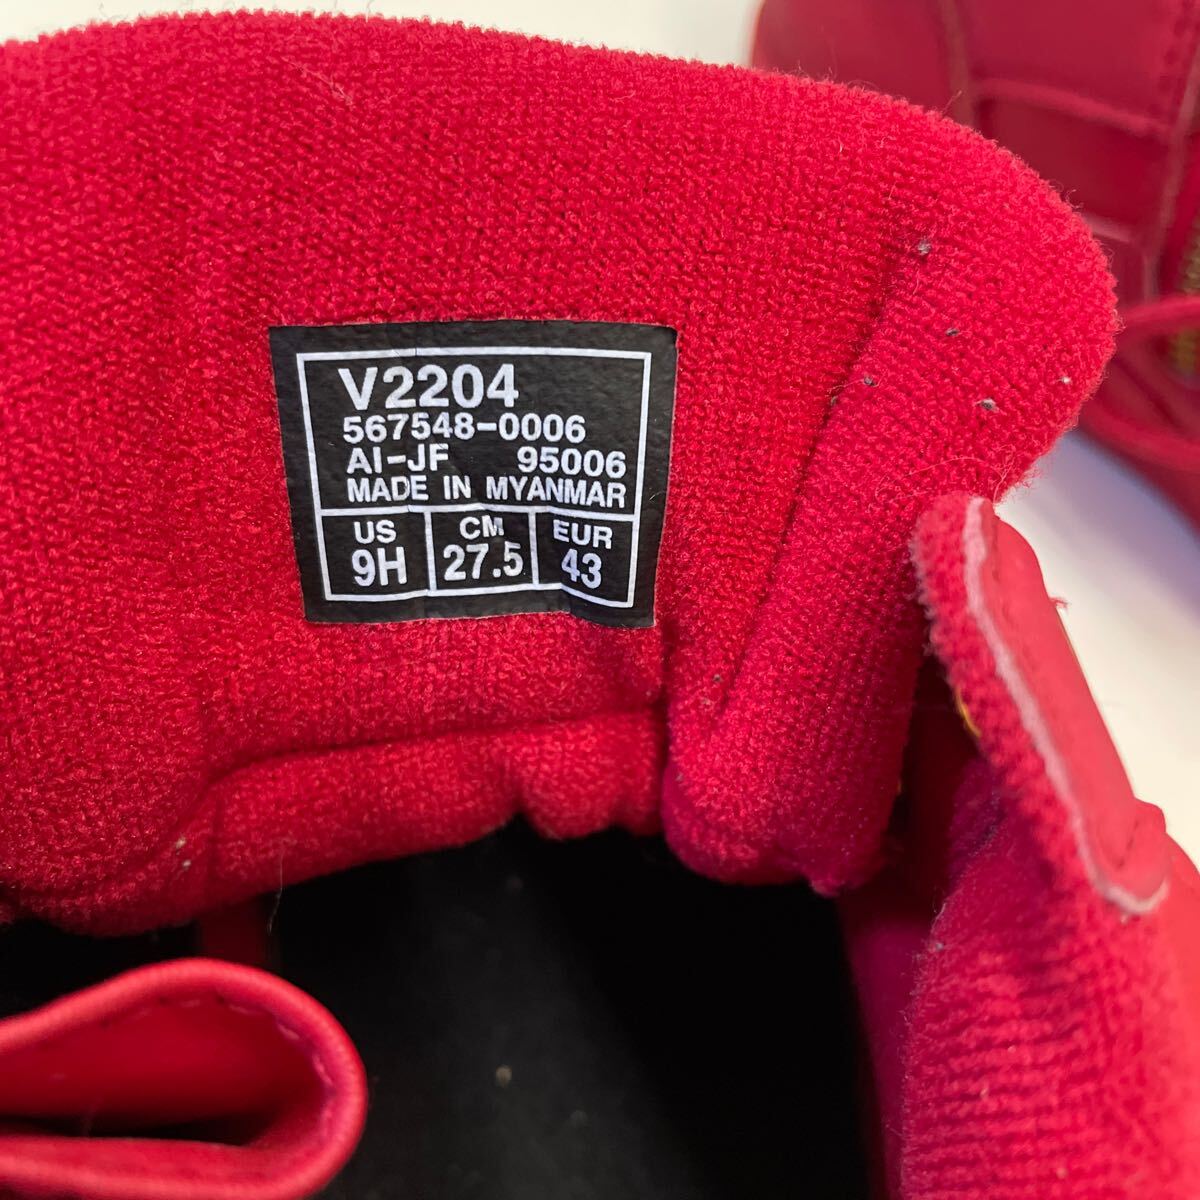 V2204
567548-0006
AI-JF 95006
MADE IN MYANMAR
US CM EUR
9H 27.5 43